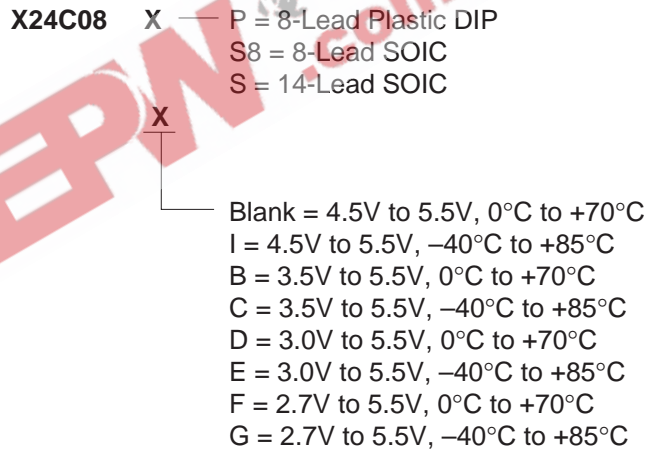 X24C08 X P = 8-Lead Plastic DIP
S8 = 8-Lead SOIC
S = 14-Lead SOIC
X
Blank = 4.5V to 5.5V, 0°C to +70°C
I = 4.5V to 5.5V, –40°C to +85°C
B = 3.5V to 5.5V, 0°C to +70°C
C = 3.5V to 5.5V, –40°C to +85°C
D = 3.0V to 5.5V, 0°C to +70°C
E = 3.0V to 5.5V, –40°C to +85°C
F = 2.7V to 5.5V, 0°C to +70°C
G = 2.7V to 5.5V, –40°C to +85°C
EPW .com